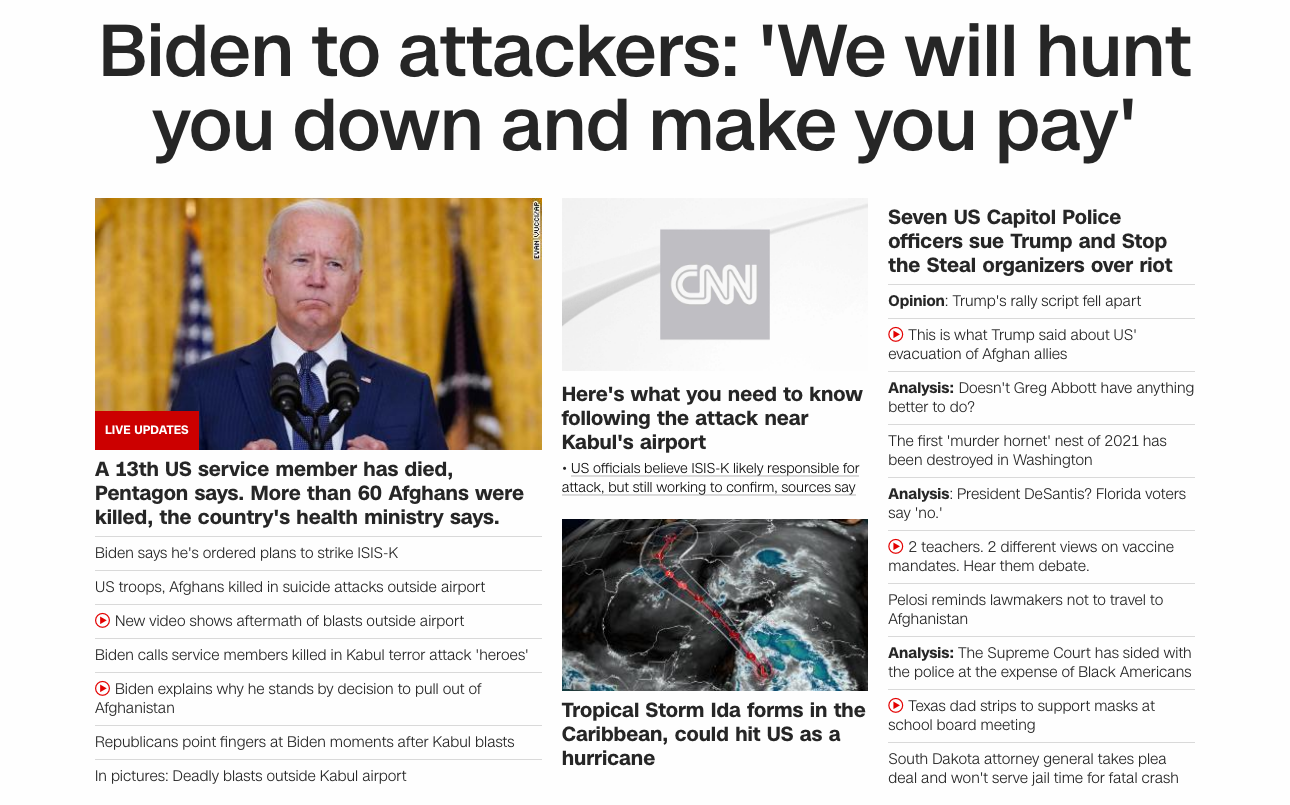 Biden to attackers: 'We will hunt
you down and make you pay'
EVAN VUCCI/AP
LIVE UPDATES
A 13th US service member has died,
Pentagon says. More than 60 Afghans were
killed, the country's health ministry says.
Biden says he's ordered plans to strike ISIS-K
US troops, Afghans killed in suicide attacks outside airport
New video shows aftermath of blasts outside airport
Biden calls service members killed in Kabul terror attack 'heroes'
Biden explains why he stands by decision to pull out of
Afghanistan
Republicans point fingers at Biden moments after Kabul blasts
In pictures: Deadly blasts outside Kabul airport
CNN
Here's what you need to know
following the attack near
Kabul's airport
• US officials believe ISIS-K likely responsible for
attack, but still working to confirm, sources say
Tropical Storm Ida forms in the
Caribbean, could hit US as a
hurricane
Seven US Capitol Police
officers sue Trump and Stop
the Steal organizers over riot
Opinion: Trump's rally script fell apart
This is what Trump said about US'
evacuation of Afghan allies
Analysis: Doesn't Greg Abbott have anything
better to do?
The first 'murder hornet' nest of 2021 has
been destroyed in Washington
Analysis: President DeSantis? Florida voters
say 'no.'
2 teachers. 2 different views on vaccine
mandates. Hear them debate.
Pelosi reminds lawmakers not to travel to
Afghanistan
Analysis: The Supreme Court has sided with
the police at the expense of Black Americans
Texas dad strips to support masks at
school board meeting
South Dakota attorney general takes plea
deal and won't serve jail time for fatal crash